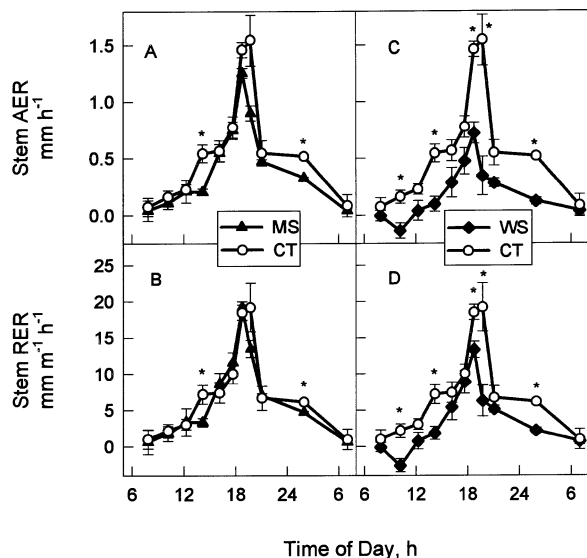 A
C
Stem AER
mm h⁻¹
1.5
1.0
0.5
0.0
*
*
*
*
*
*
*
MS
CT
WS
CT
B
D
Stem RER
mm m⁻¹ h⁻¹
25
20
15
10
5
0
*
*
*
*
*
*
*
6 12 18 24 6 6 12 18 24 6
Time of Day, h